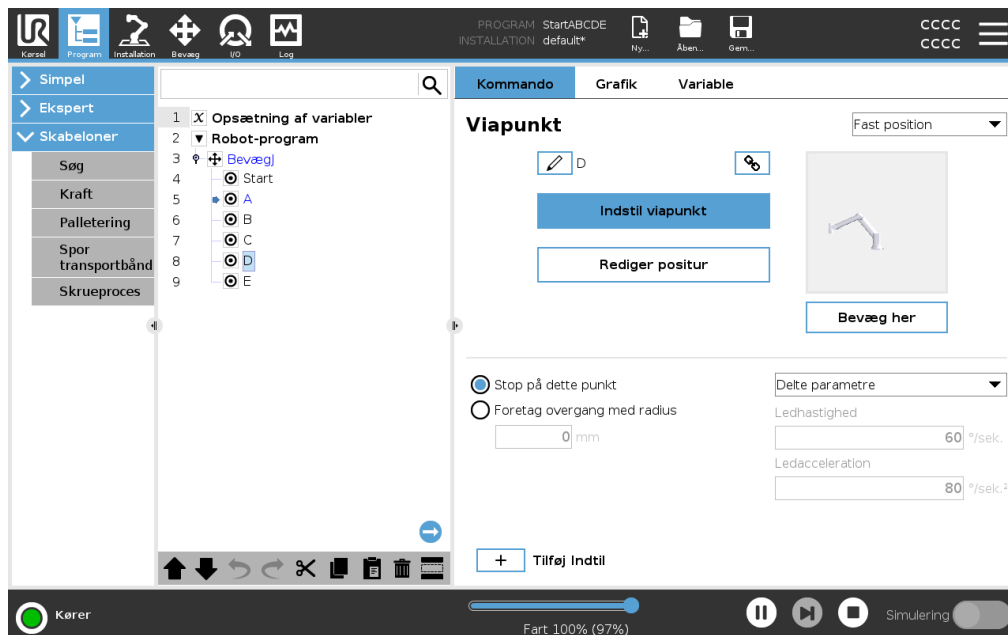 UR
Kørsel
Program
Installation
Bevæg
I/O
Log
PROGRAM StartABCDE
INSTALLATION default*
Ny...
Åben...
Gem...
CCCC
CCCC
Simpel
Ekspert
Skabeloner
Søg
Kraft
Palletering
Spor
transportbånd
Skrueproces
1 X Opsætning af variabler
2 Robot-program
3 BevægJ
4 Start
5 A
6 B
7 C
8 D
9 E
Kommando
Grafik
Variable
Viapunkt
Fast position
D
Indstil viapunkt
Rediger positur
Bevæg her
Stop på dette punkt
Foretag overgang med radius
0 mm
Delte parametre
Ledhastighed
60 °/sek.
Ledacceleration
80 °/sek.²
+ Tilføj Indtil
Kører
Fart 100% (97%)
Simulering